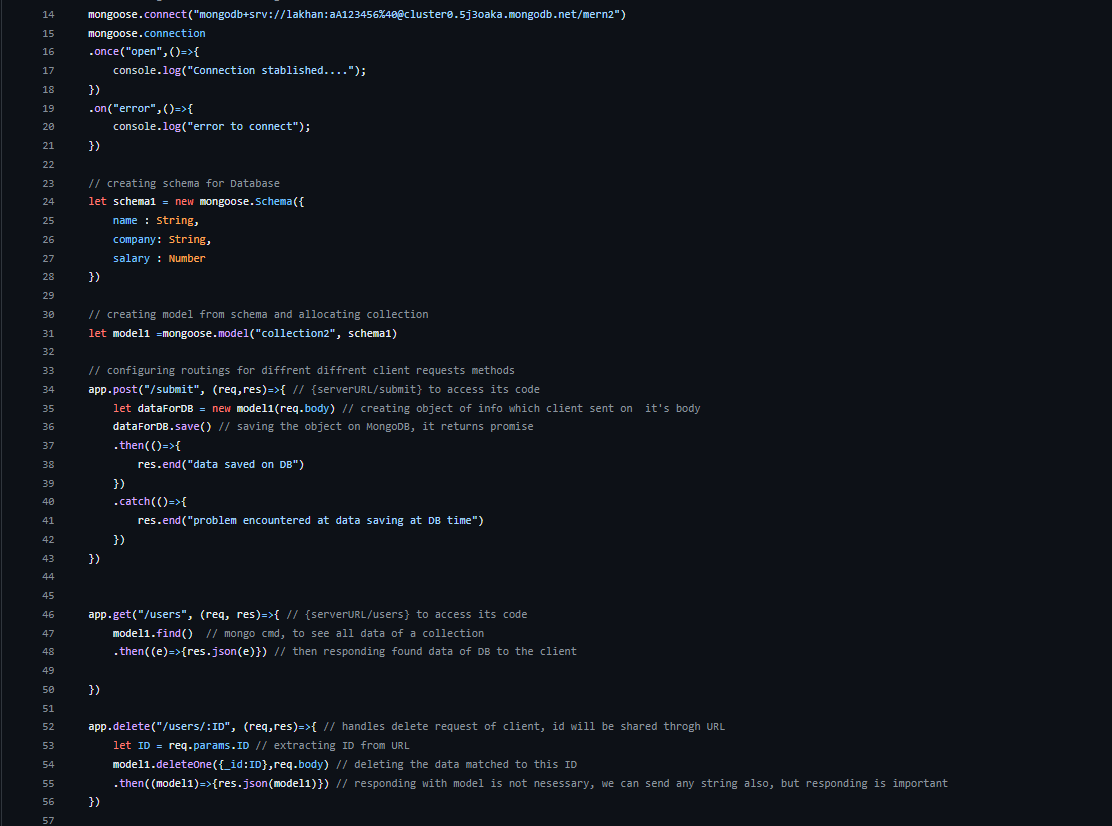 14 mongoose.connect("mongodb+srv://lakhan:aA123456%40@cluster0.5j3oaka.mongodb.net/mern2")
15 mongoose.connection
16 .once("open",()=>{
17 console.log("Connection stablished....");
18 })
19 .on("error",()=>{
20 console.log("error to connect");
21 })
22
23 // creating schema for Database
24 let schema1 = new mongoose.Schema({
25 name : String,
26 company: String,
27 salary : Number
28 })
29
30 // creating model from schema and allocating collection
31 let model1 =mongoose.model("collection2", schema1)
32
33 // configuring routings for diffrent diffrent client requests methods
34 app.post("/submit", (req,res)=>{ // {serverURL/submit} to access its code
35 let dataForDB = new model1(req.body) // creating object of info which client sent on  it's body
36 dataForDB.save() // saving the object on MongoDB, it returns promise
37 .then(()=>{
38 res.end("data saved on DB")
39 })
40 .catch(()=>{
41 res.end("problem encountered at data saving at DB time")
42 })
43 })
44
45
46 app.get("/users", (req, res)=>{ // {serverURL/users} to access its code
47 model1.find()  // mongo cmd, to see all data of a collection
48 .then((e)=>{res.json(e)}) // then responding found data of DB to the client
49
50 })
51
52 app.delete("/users/:ID", (req,res)=>{ // handles delete request of client, id will be shared throgh URL
53 let ID = req.params.ID // extracting ID from URL
54 model1.deleteOne({_id:ID},req.body) // deleting the data matched to this ID
55 .then((model1)=>{res.json(model1)}) // responding with model is not nesessary, we can send any string also, but responding is important
56 })
57